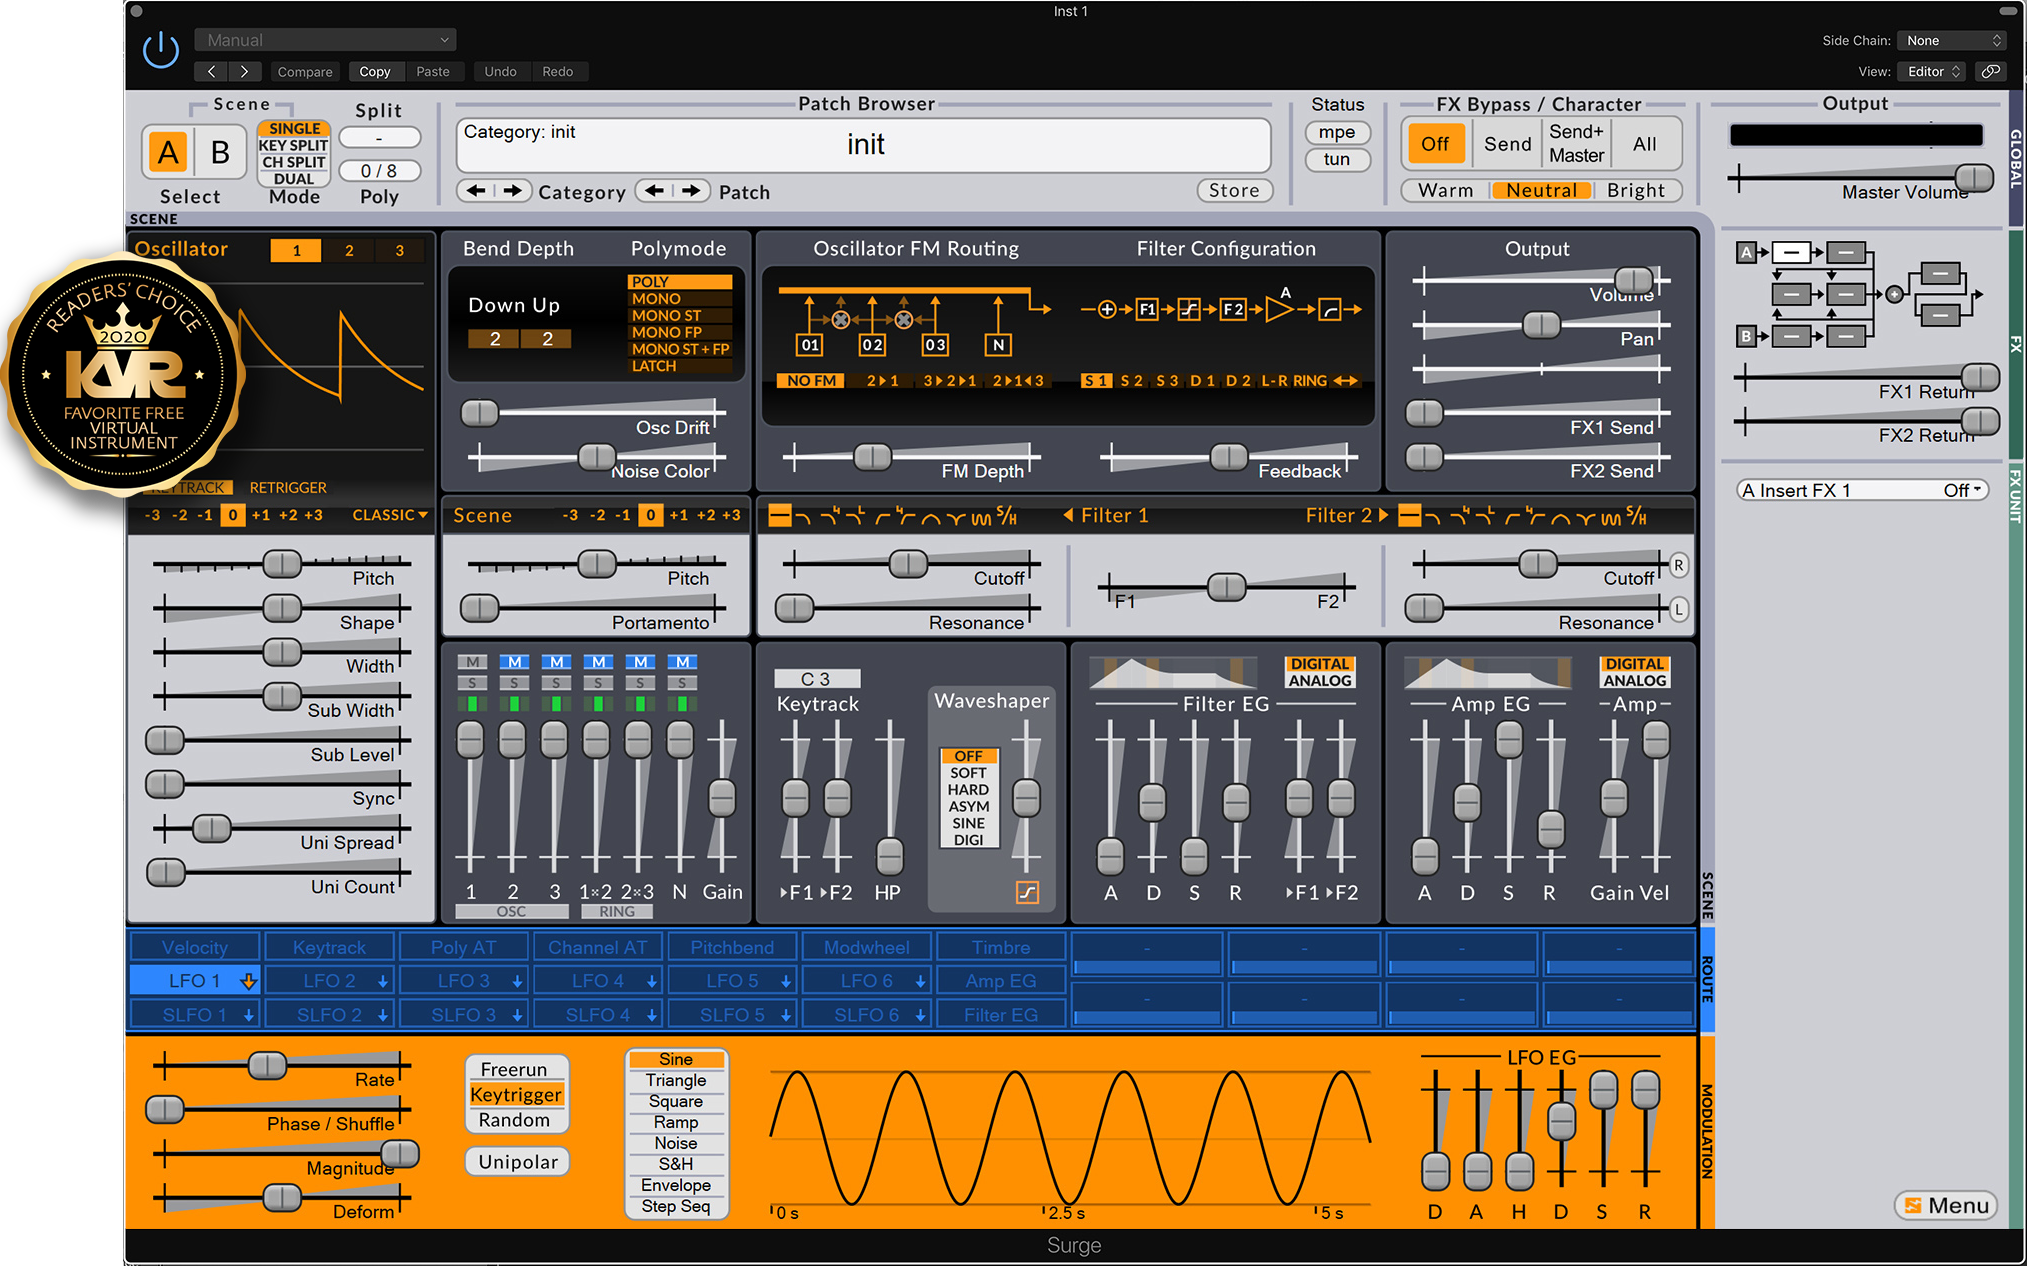 Inst 1
Manual
Side Chain: None
Compare Copy Paste Undo Redo
View: Editor
Scene
A B
Select
SINGLE
KEY SPLIT
CH SPLIT
DUAL
Mode
Split
-
0 / 8
Poly
Patch Browser
Category: init
init
Category Patch Store
Status
mpe
tun
FX Bypass / Character
Off Send Send+ Master All
Warm Neutral Bright
Output
Master Volume
GLOBAL
SCENE
Oscillator 1 2 3
READERS' CHOICE
2020
KVR
FAVORITE FREE
VIRTUAL
INSTRUMENT
KEYTRACK RETRIGGER
-3 -2 -1 0 +1 +2 +3 CLASSIC
Pitch
Shape
Width
Sub Width
Sub Level
Sync
Uni Spread
Uni Count
Bend Depth Polymode
Down Up
2 2
POLY
MONO
MONO ST
MONO FP
MONO ST + FP
LATCH
Osc Drift
Noise Color
Scene -3 -2 -1 0 +1 +2 +3
Pitch
Portamento
Oscillator FM Routing Filter Configuration
O1 O2 O3 N
NO FM 2▸1 3▸2▸1 2▸1◂3
F1 F2 A
S 1 S 2 S 3 D 1 D 2 L-R RING
FM Depth
Feedback
Output
Volume
Pan
FX1 Send
FX2 Send
S/H Filter 1 Filter 2 S/H
Cutoff
Resonance
F1 F2
Cutoff R
Resonance L
M M M M M M
S S S S S S
1 2 3 1×2 2×3 N Gain
OSC RING
C 3
Keytrack
▸F1 ▸F2 HP
Waveshaper
OFF
SOFT
HARD
ASYM
SINE
DIGI
DIGITAL
ANALOG
Filter EG
A D S R ▸F1 ▸F2
DIGITAL
ANALOG
Amp EG Amp
A D S R Gain Vel
SCENE
A
B
FX1 Return
FX2 Return
FX
A Insert FX 1 Off
FX UNIT
Velocity Keytrack Poly AT Channel AT Pitchbend Modwheel Timbre - - - -
LFO 1 LFO 2 LFO 3 LFO 4 LFO 5 LFO 6 Amp EG
SLFO 1 SLFO 2 SLFO 3 SLFO 4 SLFO 5 SLFO 6 Filter EG - - - -
ROUTE
Rate
Phase / Shuffle
Magnitude
Deform
Freerun
Keytrigger
Random
Unipolar
Sine
Triangle
Square
Ramp
Noise
S&H
Envelope
Step Seq
0 s 2.5 s 5 s
LFO EG
D A H D S R
MODULATION
Menu
Surge